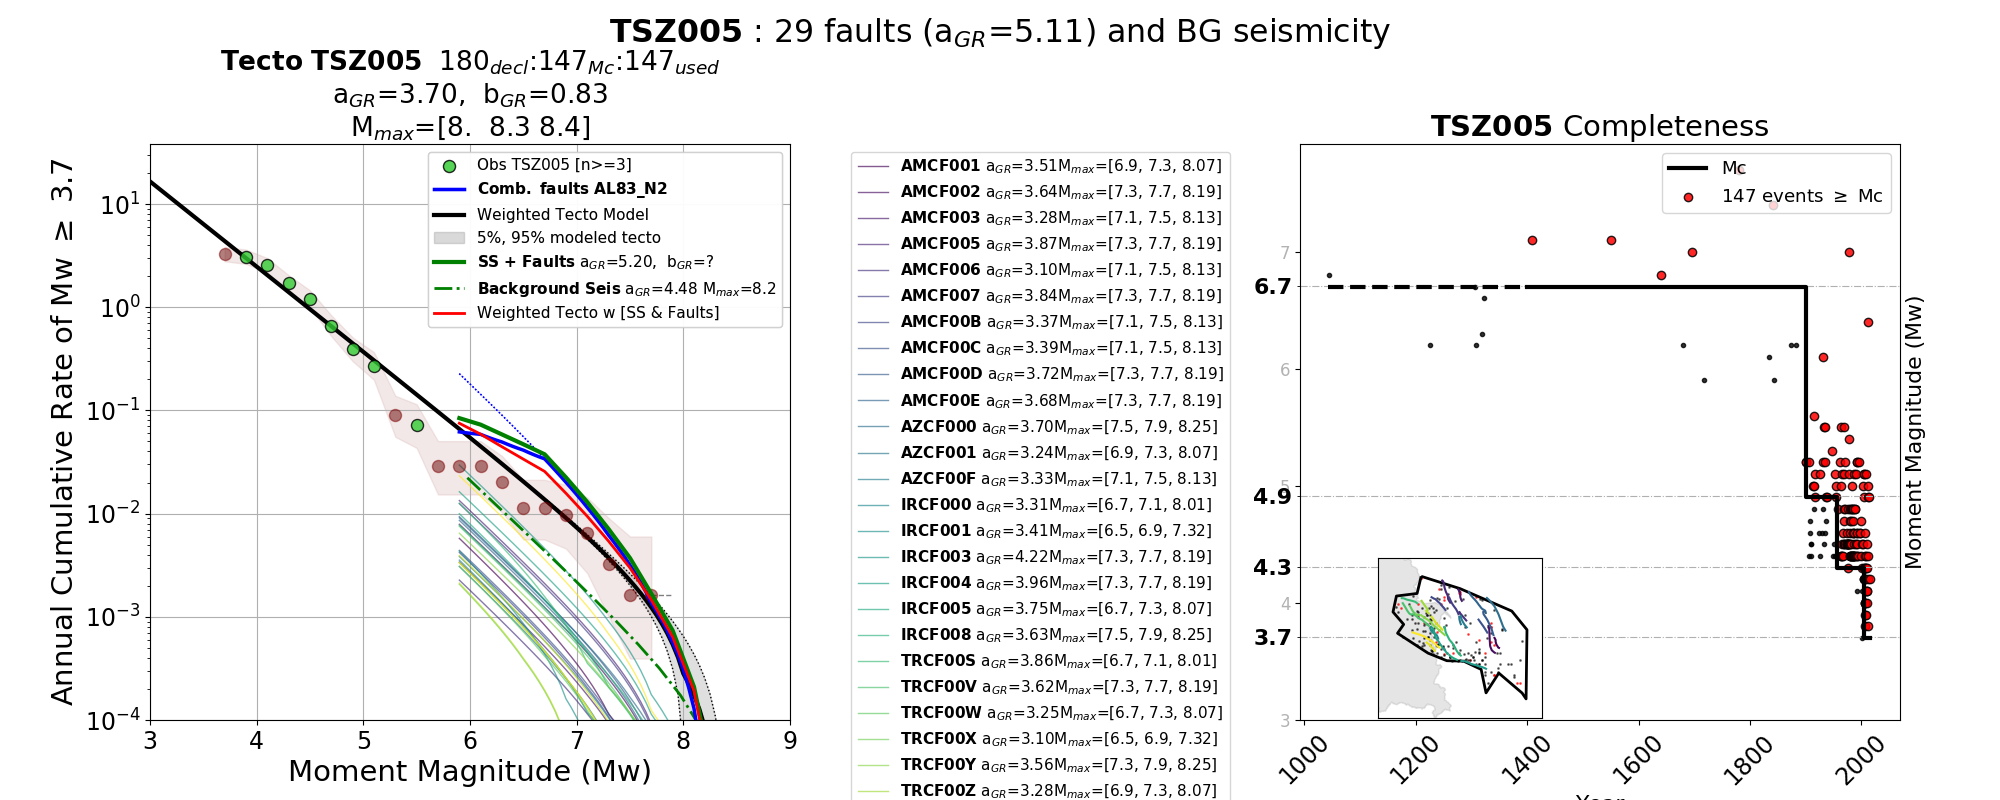 TSZ005 : 29 faults (aGR=5.11) and BG seismicity
Tecto TSZ005 180decl:147Mc:147used
aGR=3.70, bGR=0.83
Mmax=[8. 8.3 8.4]
Annual Cumulative Rate of Mw ≥ 3.7
10^1
10^0
10^-1
10^-2
10^-3
10^-4
3 4 5 6 7 8 9
Moment Magnitude (Mw)
Obs TSZ005 [n>=3]
Comb. faults AL83_N2
Weighted Tecto Model
5%, 95% modeled tecto
SS + Faults aGR=5.20, bGR=?
Background Seis aGR=4.48 Mmax=8.2
Weighted Tecto w [SS & Faults]
AMCF001 aGR=3.51Mmax=[6.9, 7.3, 8.07]
AMCF002 aGR=3.64Mmax=[7.3, 7.7, 8.19]
AMCF003 aGR=3.28Mmax=[7.1, 7.5, 8.13]
AMCF005 aGR=3.87Mmax=[7.3, 7.7, 8.19]
AMCF006 aGR=3.10Mmax=[7.1, 7.5, 8.13]
AMCF007 aGR=3.84Mmax=[7.3, 7.7, 8.19]
AMCF00B aGR=3.37Mmax=[7.1, 7.5, 8.13]
AMCF00C aGR=3.39Mmax=[7.1, 7.5, 8.13]
AMCF00D aGR=3.72Mmax=[7.3, 7.7, 8.19]
AMCF00E aGR=3.68Mmax=[7.3, 7.7, 8.19]
AZCF000 aGR=3.70Mmax=[7.5, 7.9, 8.25]
AZCF001 aGR=3.24Mmax=[6.9, 7.3, 8.07]
AZCF00F aGR=3.33Mmax=[7.1, 7.5, 8.13]
IRCF000 aGR=3.31Mmax=[6.7, 7.1, 8.01]
IRCF001 aGR=3.41Mmax=[6.5, 6.9, 7.32]
IRCF003 aGR=4.22Mmax=[7.3, 7.7, 8.19]
IRCF004 aGR=3.96Mmax=[7.3, 7.7, 8.19]
IRCF005 aGR=3.75Mmax=[6.7, 7.3, 8.07]
IRCF008 aGR=3.63Mmax=[7.5, 7.9, 8.25]
TRCF00S aGR=3.86Mmax=[6.7, 7.1, 8.01]
TRCF00V aGR=3.62Mmax=[7.3, 7.7, 8.19]
TRCF00W aGR=3.25Mmax=[6.7, 7.3, 8.07]
TRCF00X aGR=3.10Mmax=[6.5, 6.9, 7.32]
TRCF00Y aGR=3.56Mmax=[7.3, 7.9, 8.25]
TRCF00Z aGR=3.28Mmax=[6.9, 7.3, 8.07]
TSZ005 Completeness
Mc
147 events ≥ Mc
7
6.7
6
5
4.9
4.3
4
3.7
3
1000 1200 1400 1600 1800 2000
Year
Moment Magnitude (Mw)